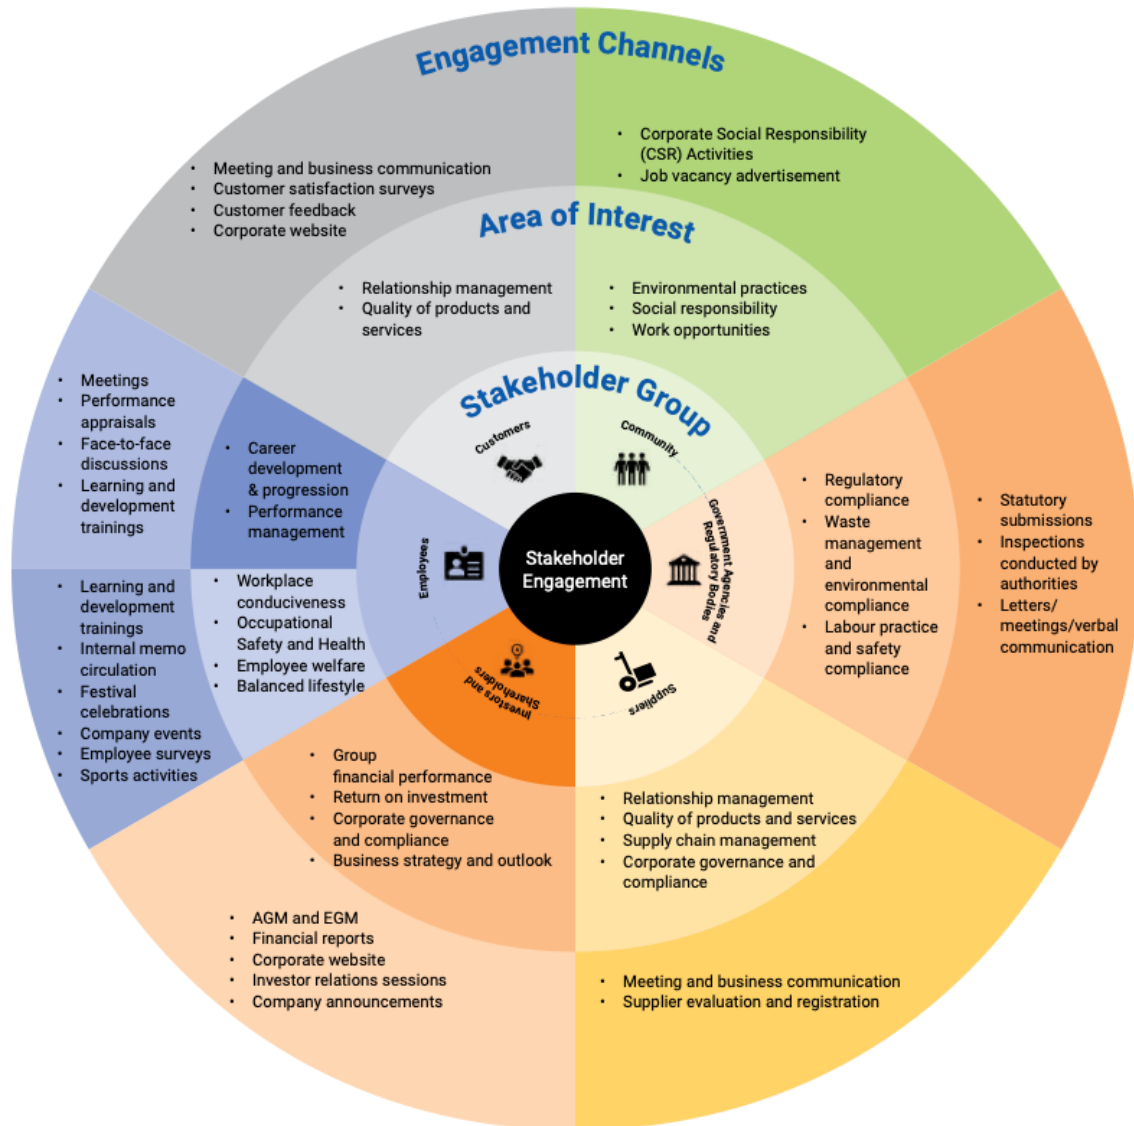 Engagement Channels
• Meeting and business communication
• Customer satisfaction surveys
• Customer feedback
• Corporate website
• Corporate Social Responsibility
(CSR) Activities
• Job vacancy advertisement
Area of Interest
• Relationship management
• Quality of products and
services
• Environmental practices
• Social responsibility
• Work opportunities
Stakeholder Group
Customers
Community
Government Agencies and
Regulatory Bodies
Suppliers
Investors and
Shareholders
Employees
Stakeholder
Engagement
• Meetings
• Performance
appraisals
• Face-to-face
discussions
• Learning and
development
trainings
• Career
development
& progression
• Performance
management
• Learning and
development
trainings
• Internal memo
circulation
• Festival
celebrations
• Company events
• Employee surveys
• Sports activities
• Workplace
conduciveness
• Occupational
Safety and Health
• Employee welfare
• Balanced lifestyle
• Regulatory
compliance
• Waste
management
and
environmental
compliance
• Labour practice
and safety
compliance
• Statutory
submissions
• Inspections
conducted by
authorities
• Letters/
meetings/verbal
communication
• Group
financial performance
• Return on investment
• Corporate governance
and compliance
• Business strategy and outlook
• Relationship management
• Quality of products and services
• Supply chain management
• Corporate governance and
compliance
• AGM and EGM
• Financial reports
• Corporate website
• Investor relations sessions
• Company announcements
• Meeting and business communication
• Supplier evaluation and registration